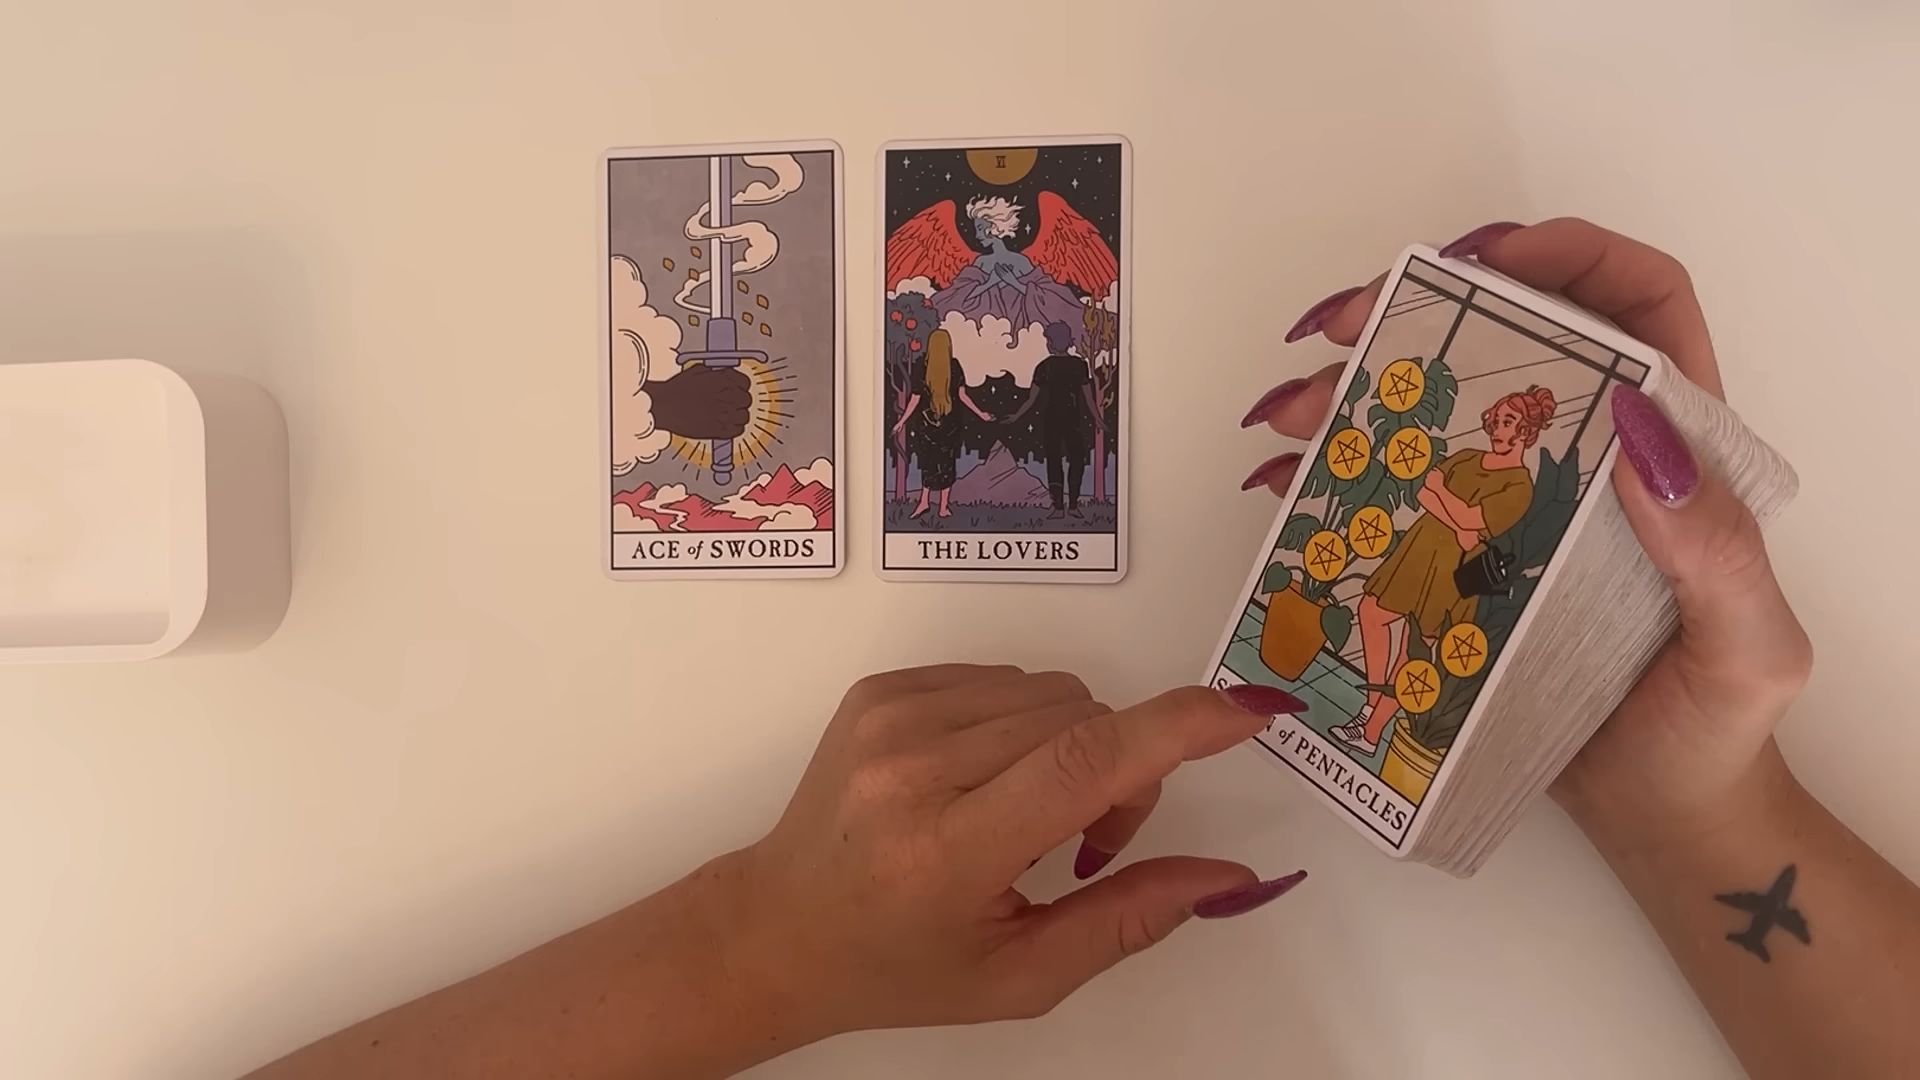 ACE of SWORDS
VI
THE LOVERS
of PENTACLES